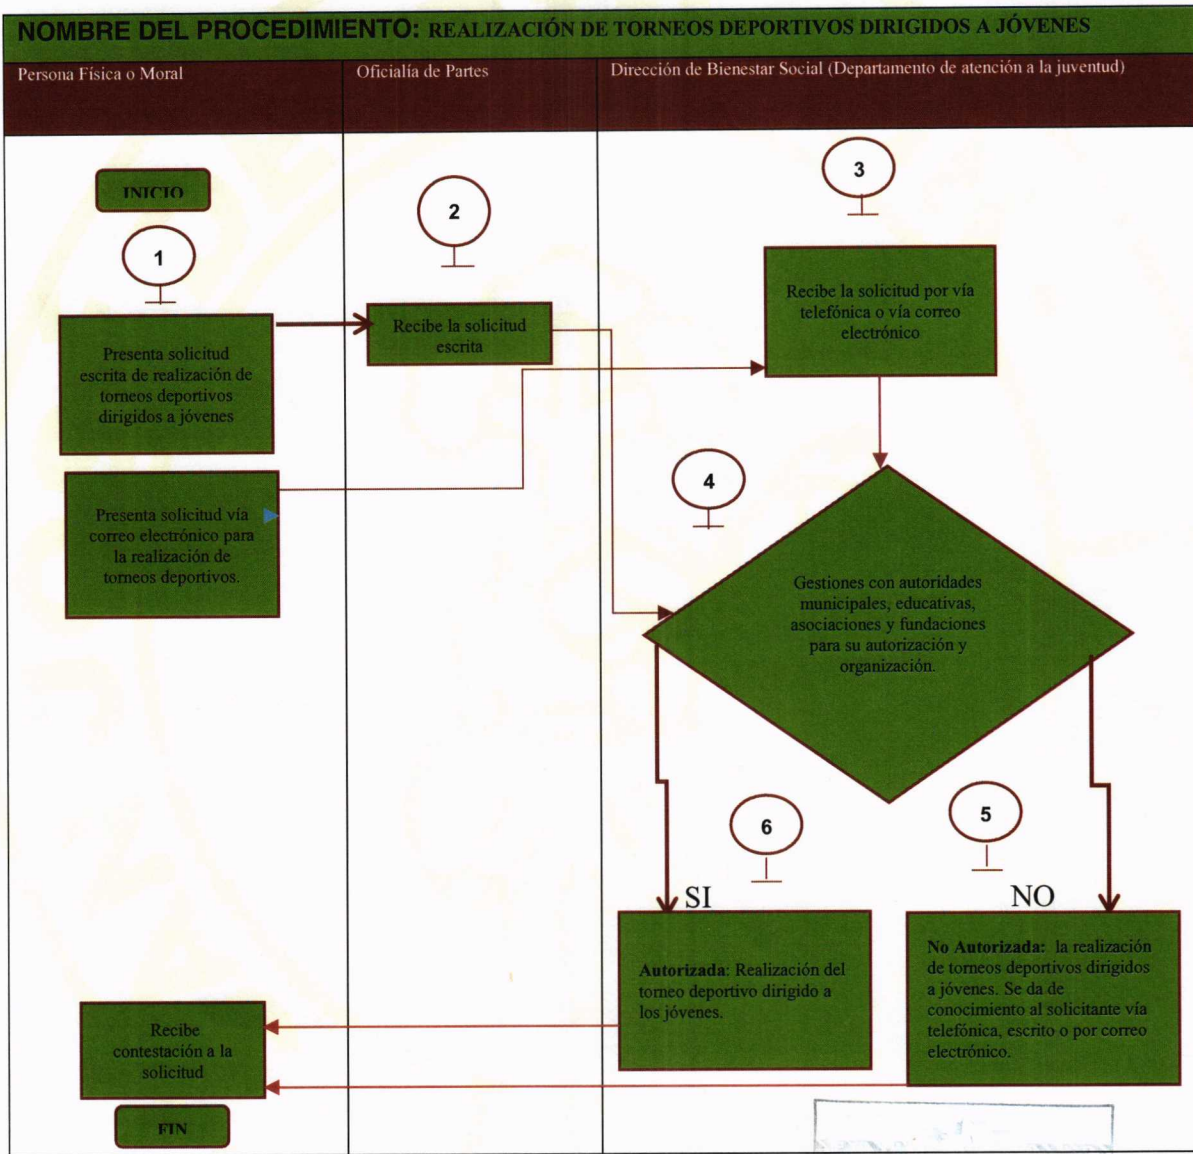 NOMBRE DEL PROCEDIMIENTO: REALIZACIÓN DE TORNEOS DEPORTIVOS DIRIGIDOS A JÓVENES
Persona Física o Moral
Oficialía de Partes
Dirección de Bienestar Social (Departamento de atención a la juventud)
INICIO
1
2
3
Presenta solicitud
escrita de realización de
torneos deportivos
dirigidos a jóvenes
Recibe la solicitud
escrita
Recibe la solicitud por vía
telefónica o vía correo
electrónico
Presenta solicitud vía
correo electrónico para
la realización de
torneos deportivos.
4
Gestiones con autoridades
municipales, educativas,
asociaciones y fundaciones
para su autorización y
organización.
6
5
SI
NO
Autorizada: Realización del
torneo deportivo dirigido a
los jóvenes.
No Autorizada: la realización
de torneos deportivos dirigidos
a jóvenes. Se da de
conocimiento al solicitante vía
telefónica, escrito o por correo
electrónico.
Recibe
contestación a la
solicitud
FIN